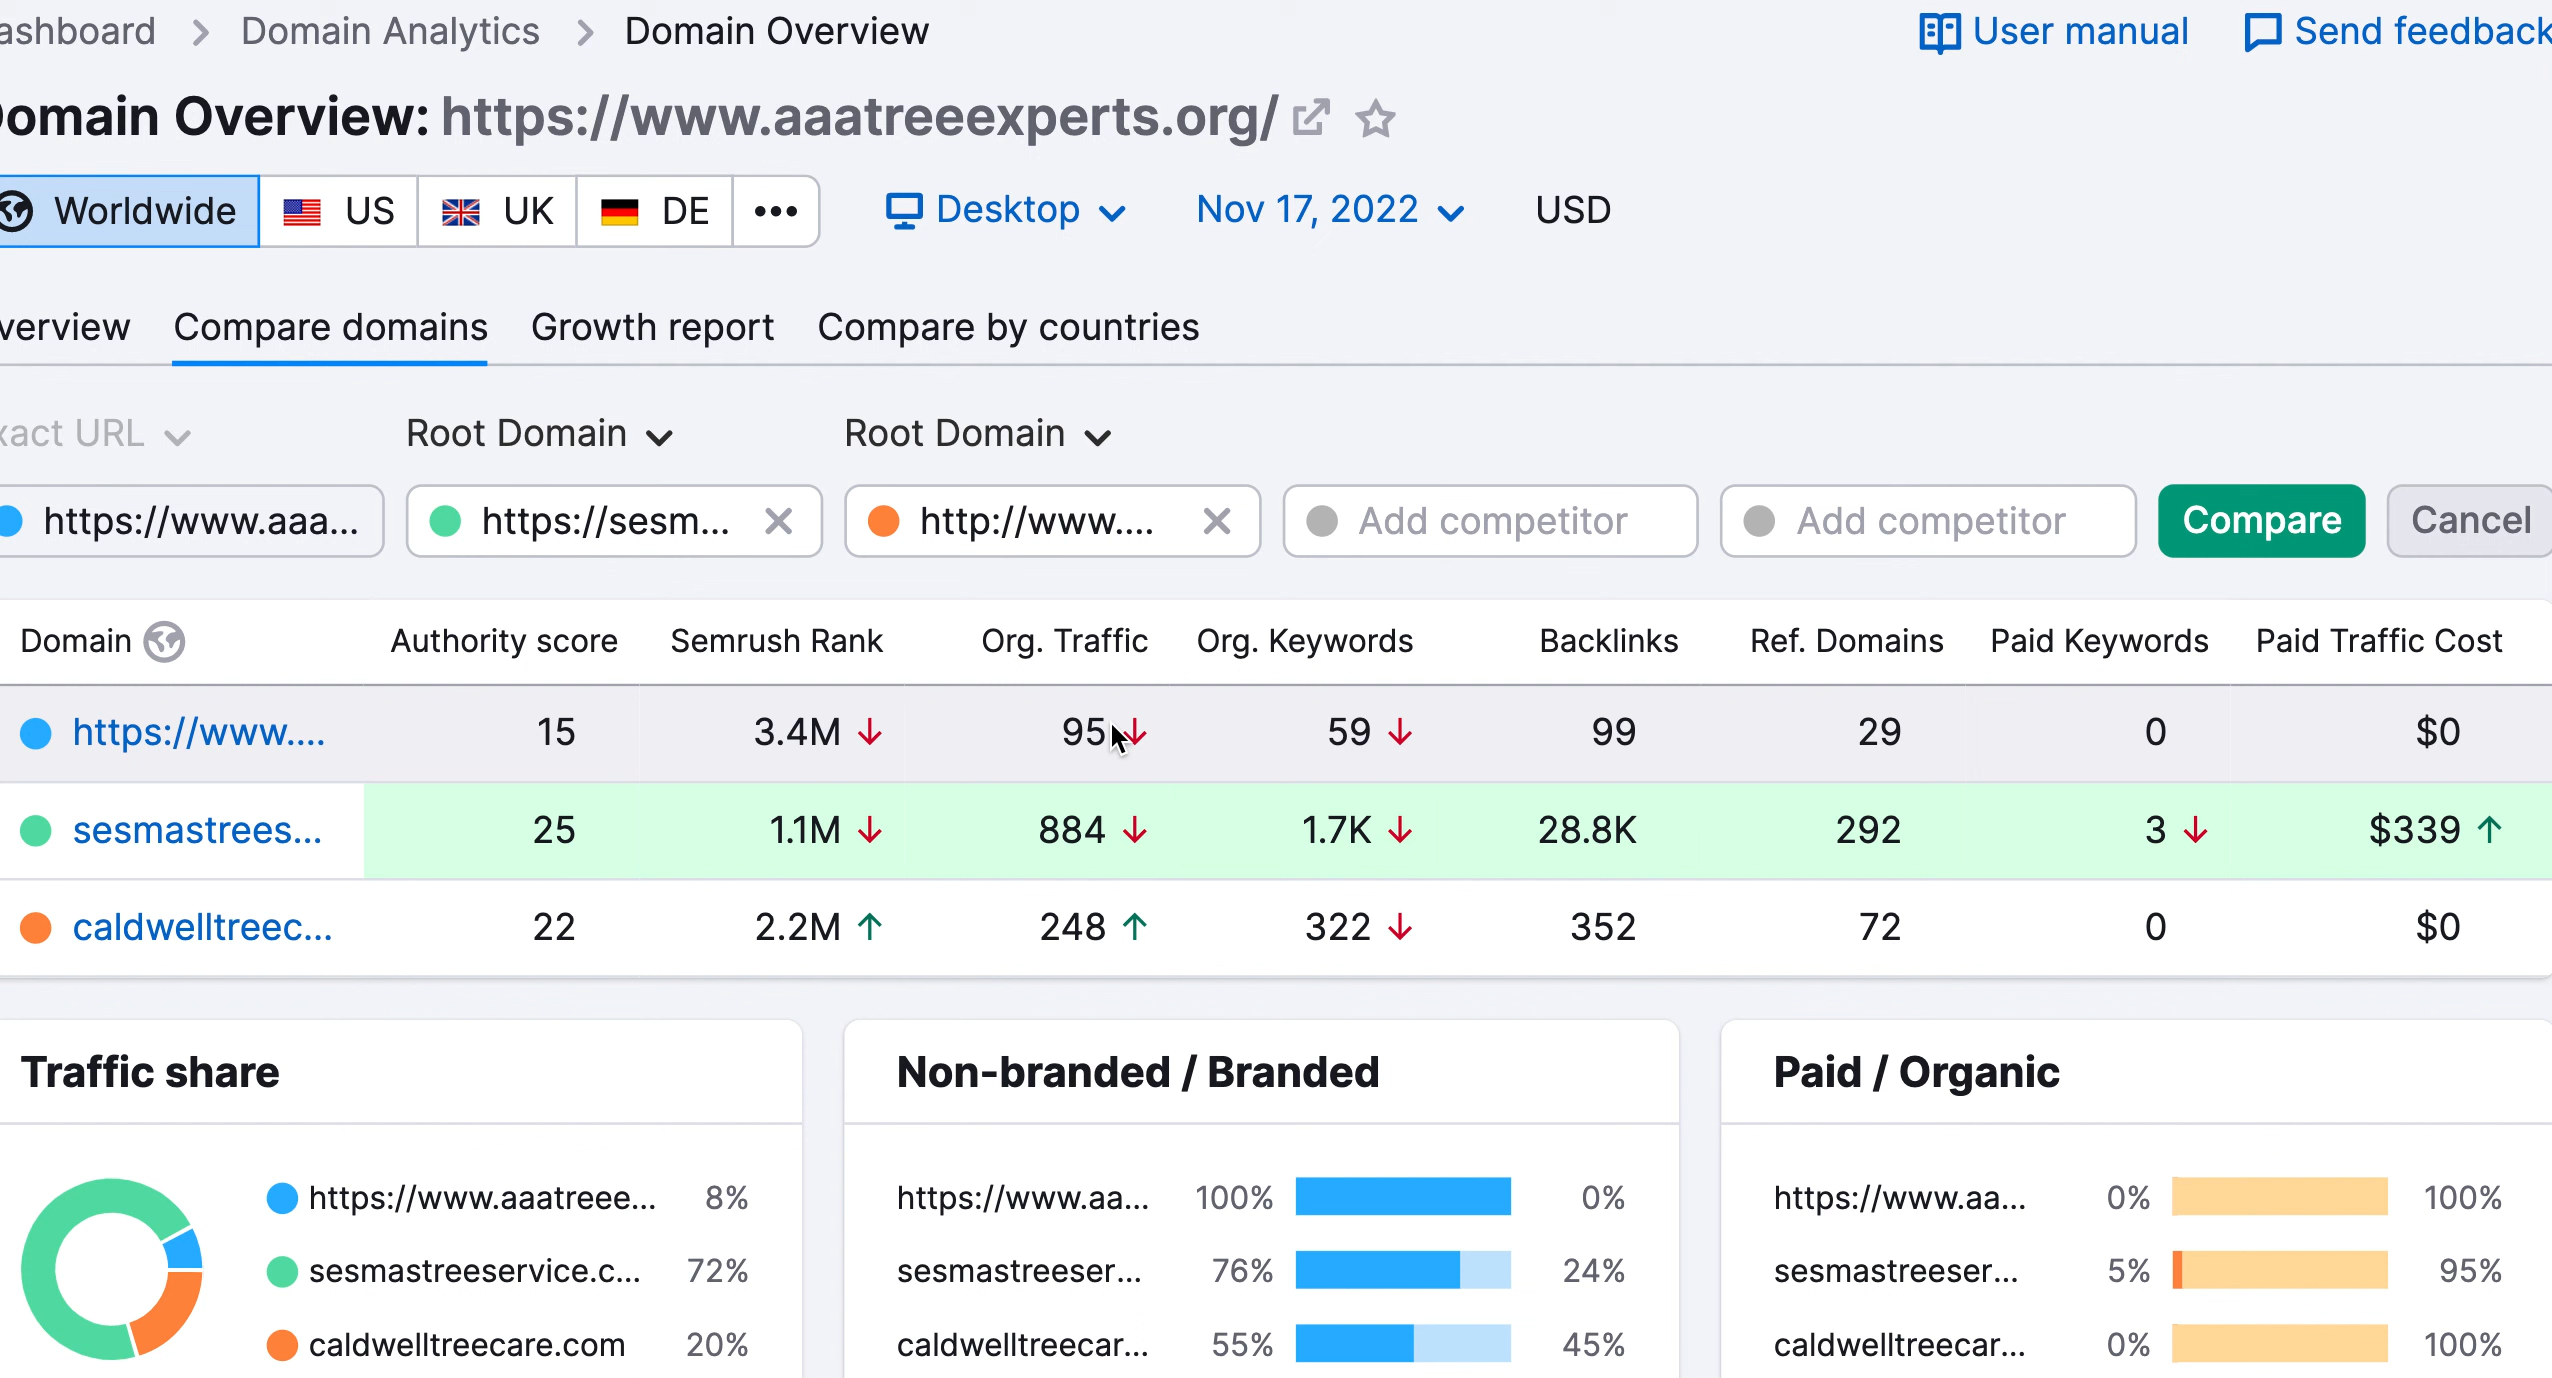 ashboard > Domain Analytics > Domain Overview User manual Send feedback
Domain Overview: https://www.aaatreeexperts.org/
Worldwide US UK DE ••• Desktop Nov 17, 2022 USD
verview Compare domains Growth report Compare by countries
xact URL Root Domain Root Domain
https://www.aaa... https://sesm... http://www.... Add competitor Add competitor Compare Cancel
Domain Authority score Semrush Rank Org. Traffic Org. Keywords Backlinks Ref. Domains Paid Keywords Paid Traffic Cost
https://www.... 15 3.4M ↓ 95 ↓ 59 ↓ 99 29 0 $0
sesmastrees... 25 1.1M ↓ 884 ↓ 1.7K ↓ 28.8K 292 3 ↓ $339 ↑
caldwelltreec... 22 2.2M ↑ 248 ↑ 322 ↓ 352 72 0 $0
Traffic share
https://www.aaatreee... 8%
sesmastreeservice.c... 72%
caldwelltreecare.com 20%
Non-branded / Branded
https://www.aa... 100% 0%
sesmastreeser... 76% 24%
caldwelltreecar... 55% 45%
Paid / Organic
https://www.aa... 0% 100%
sesmastreeser... 5% 95%
caldwelltreecar... 0% 100%